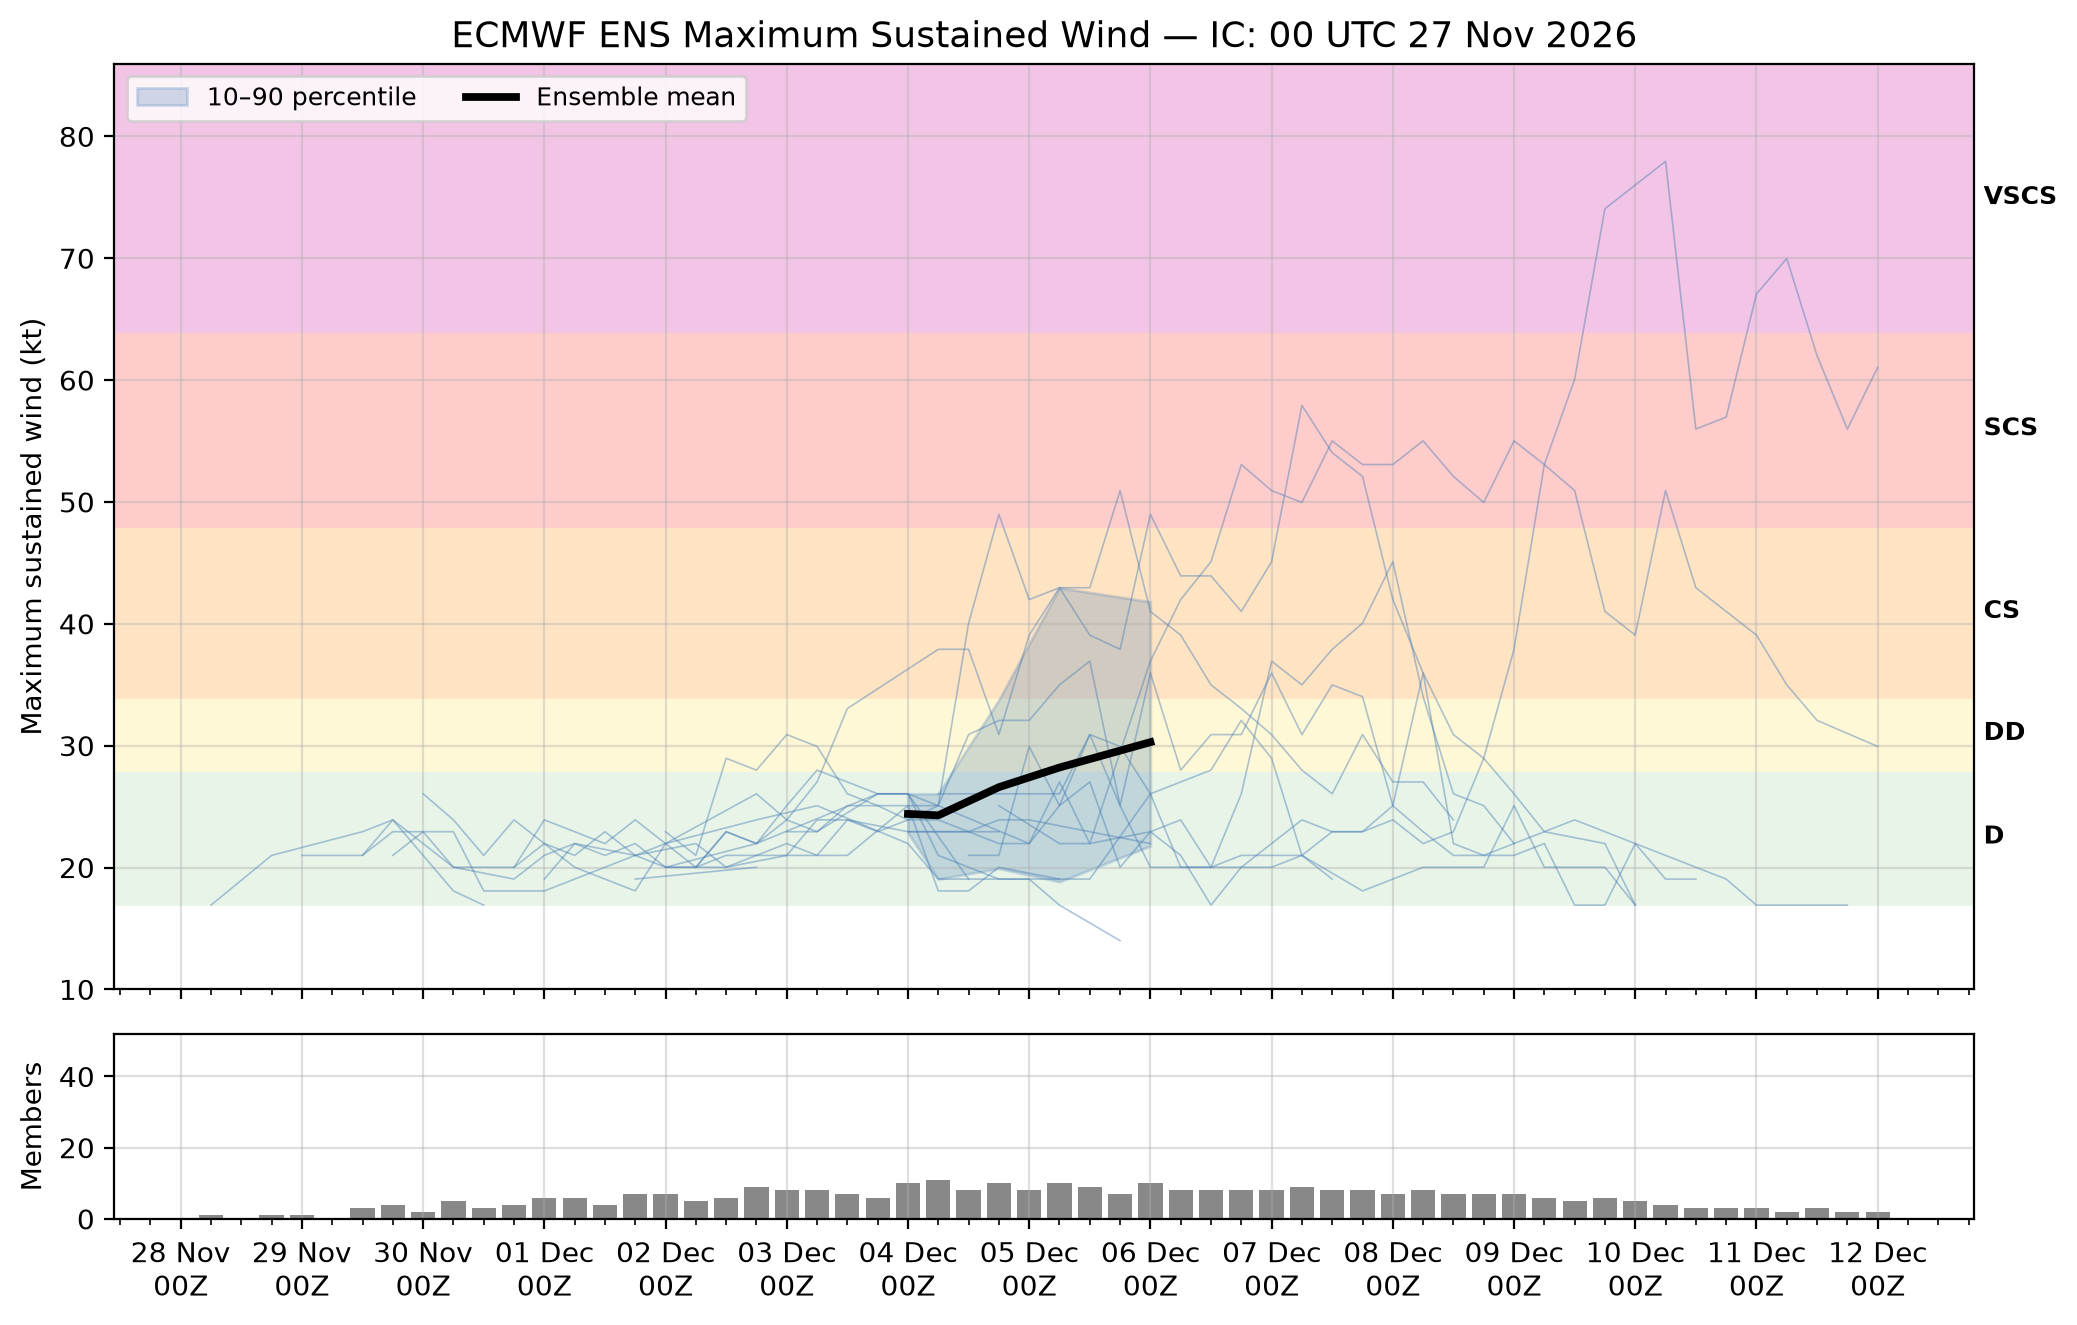 ECMWF ENS Maximum Sustained Wind — IC: 00 UTC 27 Nov 2026
10–90 percentile
Ensemble mean
Maximum sustained wind (kt)
80
70
60
50
40
30
20
10
VSCS
SCS
CS
DD
D
Members
40
20
0
28 Nov 29 Nov 30 Nov 01 Dec 02 Dec 03 Dec 04 Dec 05 Dec 06 Dec 07 Dec 08 Dec 09 Dec 10 Dec 11 Dec 12 Dec
00Z 00Z 00Z 00Z 00Z 00Z 00Z 00Z 00Z 00Z 00Z 00Z 00Z 00Z 00Z